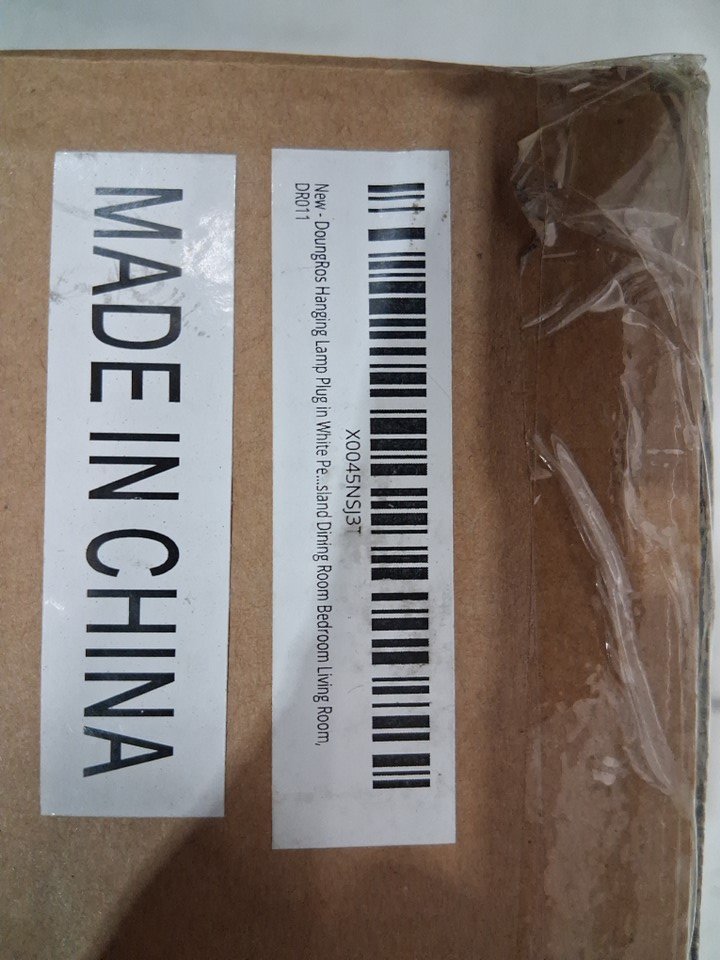 X0045NSJ3T
New - DoungRos Hanging Lamp Plug in White Pe...sland Dining Room Bedroom Living Room,
DR011
MADE IN CHINA